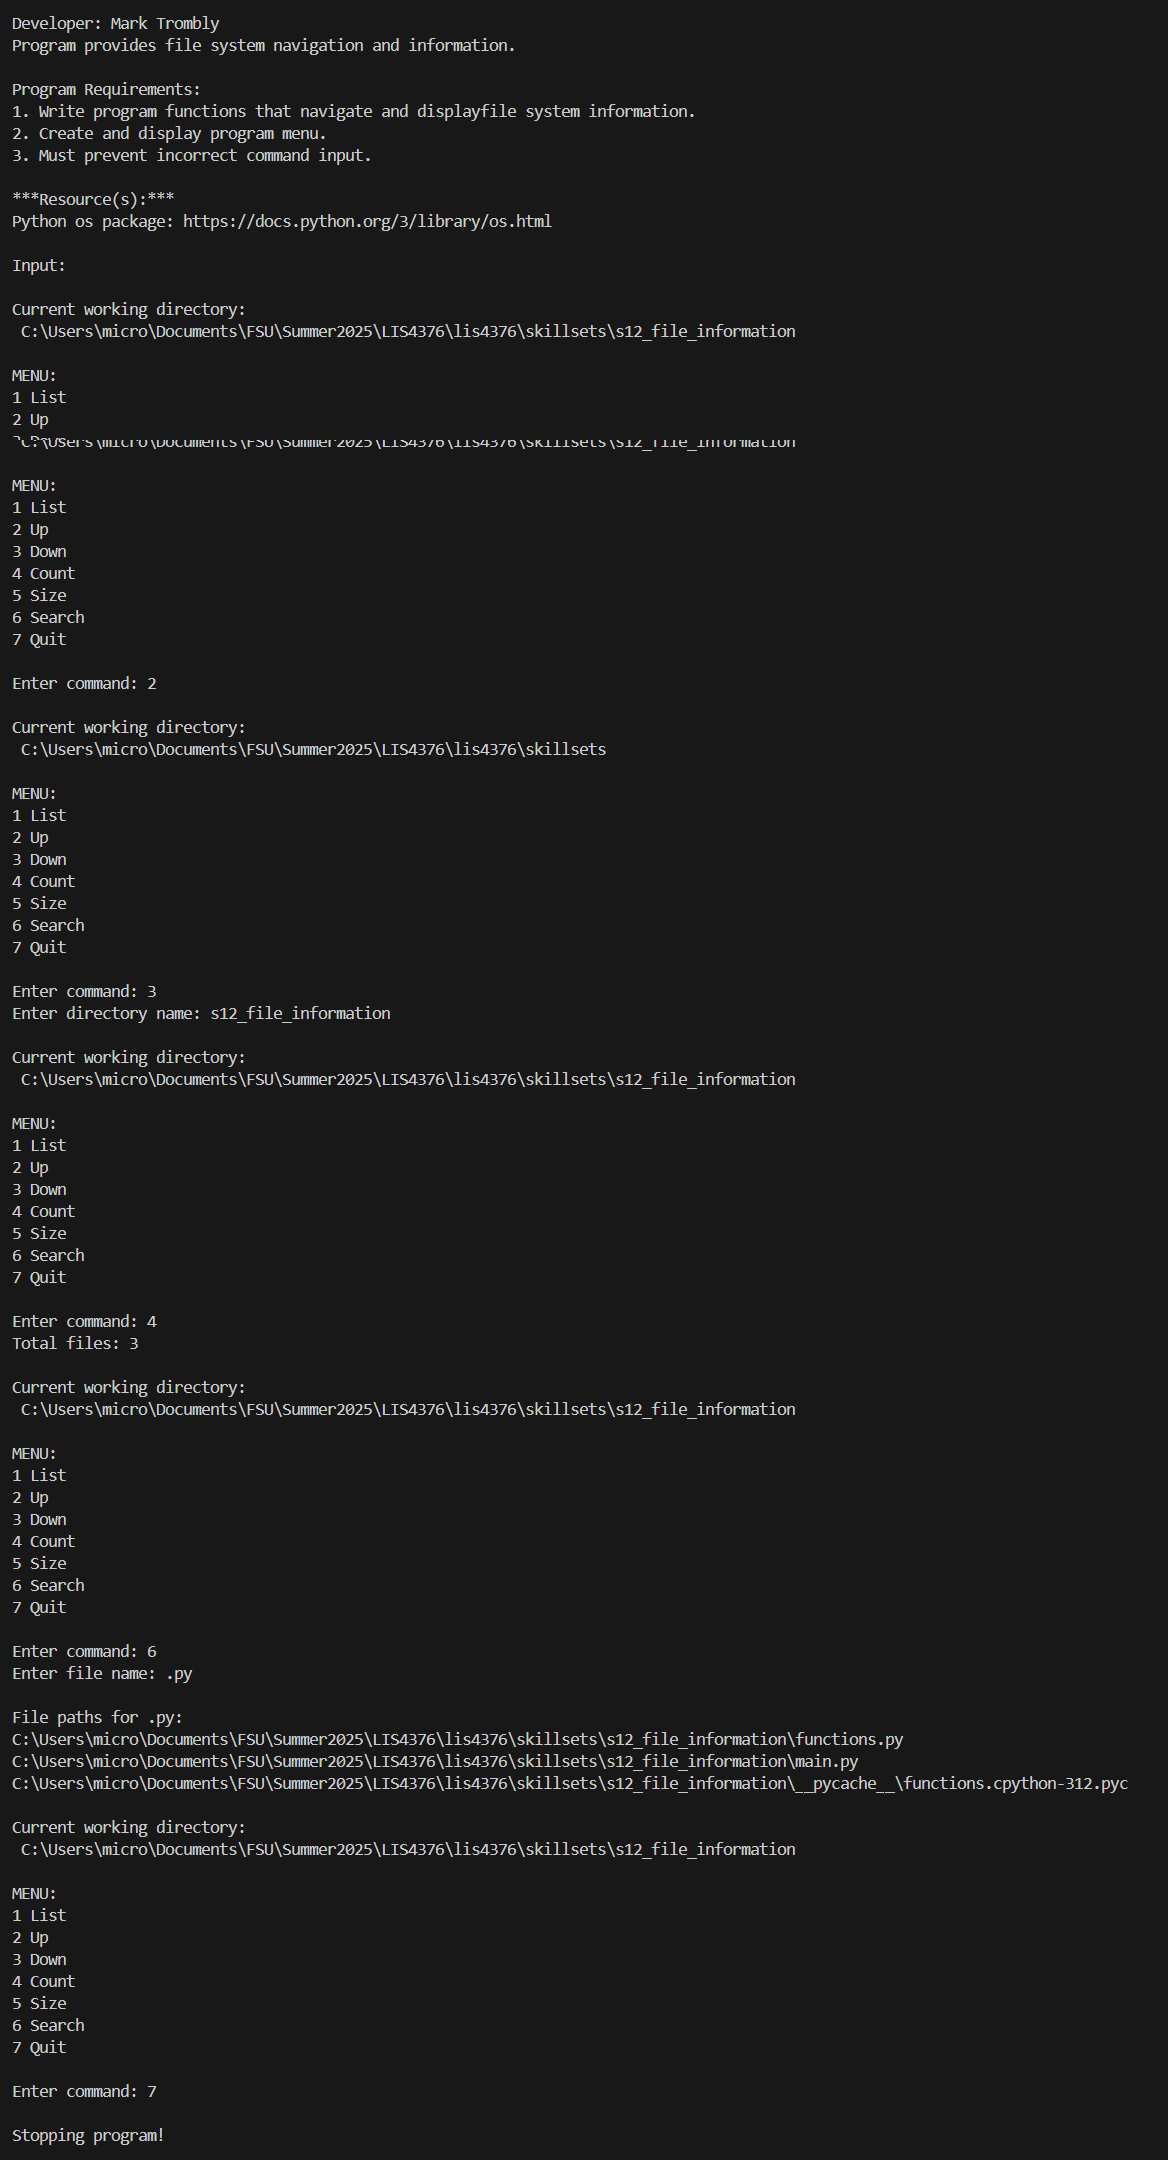 Developer: Mark Trombly
Program provides file system navigation and information.

Program Requirements:
1. Write program functions that navigate and displayfile system information.
2. Create and display program menu.
3. Must prevent incorrect command input.

***Resource(s):***
Python os package: https://docs.python.org/3/library/os.html

Input:

Current working directory:
 C:\Users\micro\Documents\FSU\Summer2025\LIS4376\lis4376\skillsets\s12_file_information

MENU:
1 List
2 Up
C:\Users\micro\Documents\FSU\Summer2025\LIS4376\lis4376\skillsets\s12_file_information

MENU:
1 List
2 Up
3 Down
4 Count
5 Size
6 Search
7 Quit

Enter command: 2

Current working directory:
 C:\Users\micro\Documents\FSU\Summer2025\LIS4376\lis4376\skillsets

MENU:
1 List
2 Up
3 Down
4 Count
5 Size
6 Search
7 Quit

Enter command: 3
Enter directory name: s12_file_information

Current working directory:
 C:\Users\micro\Documents\FSU\Summer2025\LIS4376\lis4376\skillsets\s12_file_information

MENU:
1 List
2 Up
3 Down
4 Count
5 Size
6 Search
7 Quit

Enter command: 4
Total files: 3

Current working directory:
 C:\Users\micro\Documents\FSU\Summer2025\LIS4376\lis4376\skillsets\s12_file_information

MENU:
1 List
2 Up
3 Down
4 Count
5 Size
6 Search
7 Quit

Enter command: 6
Enter file name: .py

File paths for .py:
C:\Users\micro\Documents\FSU\Summer2025\LIS4376\lis4376\skillsets\s12_file_information\functions.py
C:\Users\micro\Documents\FSU\Summer2025\LIS4376\lis4376\skillsets\s12_file_information\main.py
C:\Users\micro\Documents\FSU\Summer2025\LIS4376\lis4376\skillsets\s12_file_information\__pycache__\functions.cpython-312.pyc

Current working directory:
 C:\Users\micro\Documents\FSU\Summer2025\LIS4376\lis4376\skillsets\s12_file_information

MENU:
1 List
2 Up
3 Down
4 Count
5 Size
6 Search
7 Quit

Enter command: 7

Stopping program!